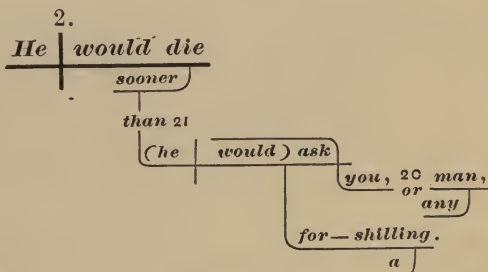 2.
He would die
sooner
than 21
(he would) ask
you, 20 man,
or
any
for—shilling.
a